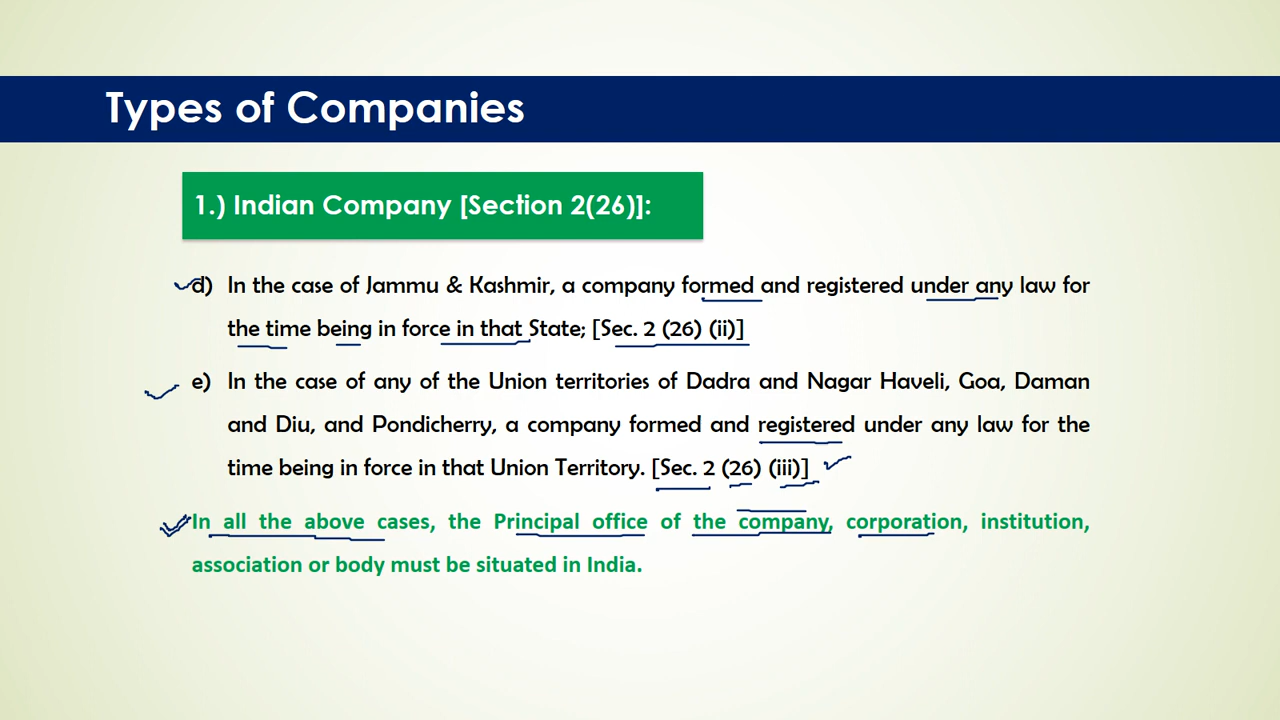 Types of Companies
1.) Indian Company [Section 2(26)]:
d) In the case of Jammu & Kashmir, a company formed and registered under any law for
the time being in force in that State; [Sec. 2 (26) (ii)]
e) In the case of any of the Union territories of Dadra and Nagar Haveli, Goa, Daman
and Diu, and Pondicherry, a company formed and registered under any law for the
time being in force in that Union Territory. [Sec. 2 (26) (iii)]
In all the above cases, the Principal office of the company, corporation, institution,
association or body must be situated in India.